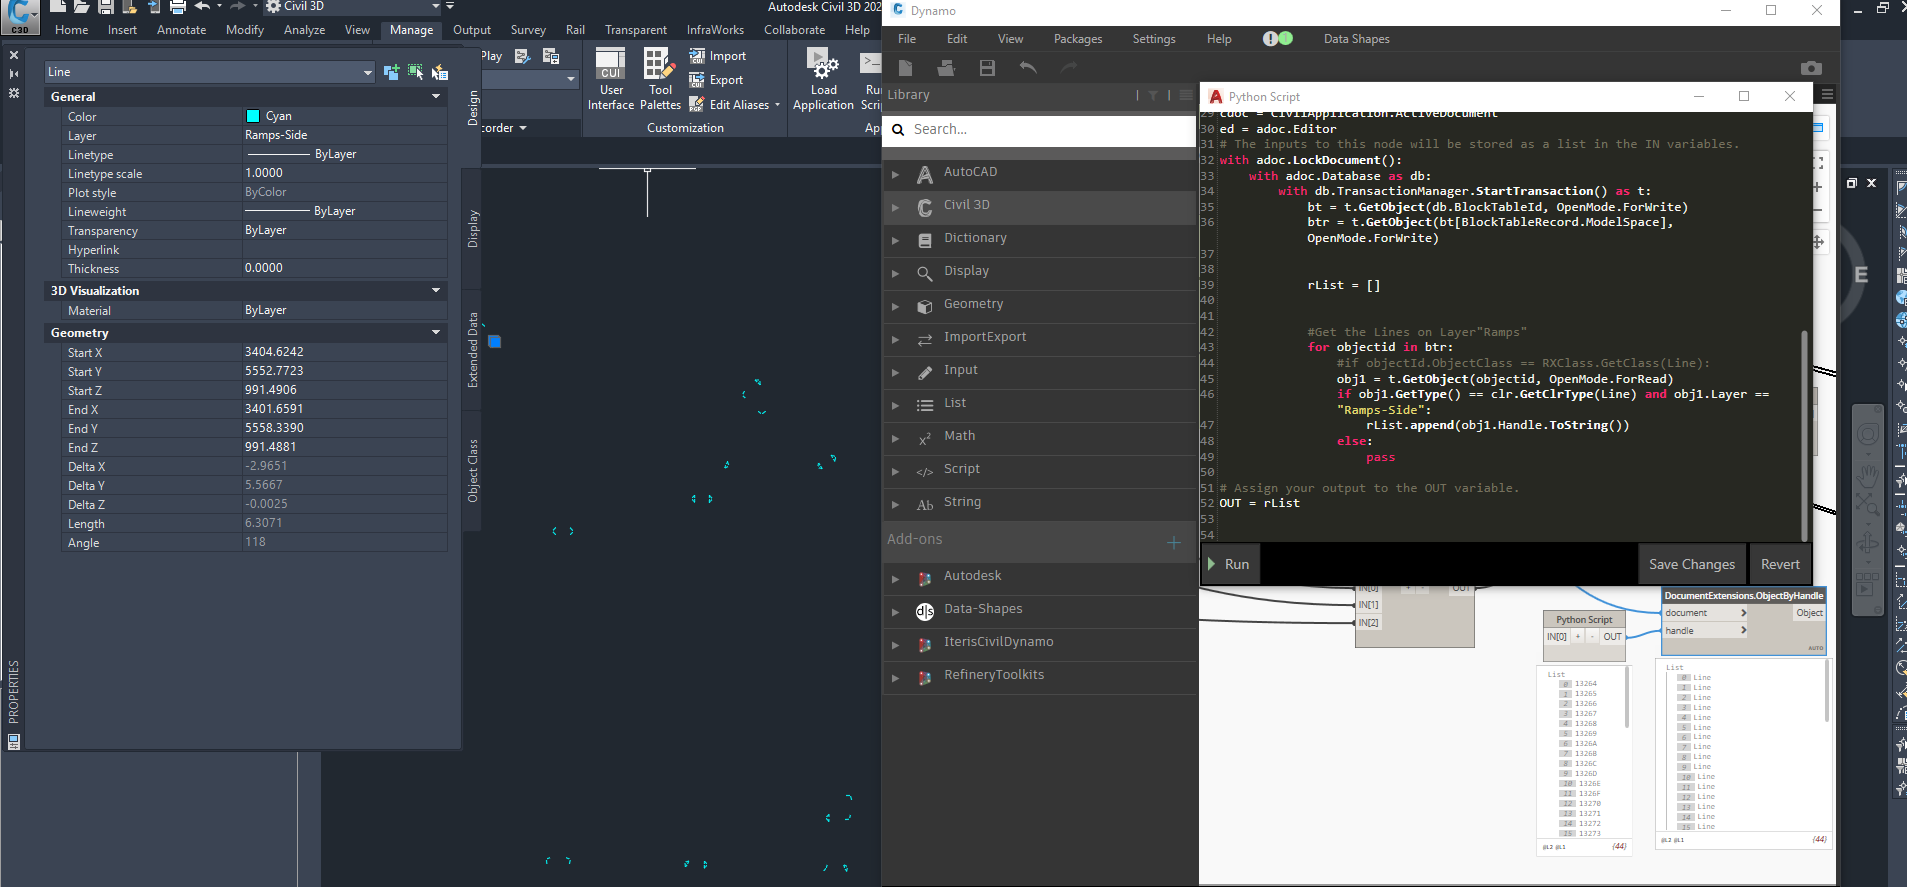 Civil 3D
Autodesk Civil 3D 202
C3D
Home Insert Annotate Modify Analyze View Manage Output Survey Rail Transparent InfraWorks Collaborate Help
Play
CUI
User
Interface
Tool
Palettes
Import
Export
PGP
Edit Aliases
Load
Application
Ru
Scri
corder
Customization
Ap
Line
General
Color Cyan
Layer Ramps-Side
Linetype ByLayer
Linetype scale 1.0000
Plot style ByColor
Lineweight ByLayer
Transparency ByLayer
Hyperlink
Thickness 0.0000
3D Visualization
Material ByLayer
Geometry
Start X 3404.6242
Start Y 5552.7723
Start Z 991.4906
End X 3401.6591
End Y 5558.3390
End Z 991.4881
Delta X -2.9651
Delta Y 5.5667
Delta Z -0.0025
Length 6.3071
Angle 118
Design
Display
Extended Data
Object Class
PROPERTIES
Dynamo
File Edit View Packages Settings Help 1 Data Shapes
Library
Search...
AutoCAD
Civil 3D
Dictionary
Display
Geometry
ImportExport
Input
List
Math
Script
String
Add-ons
Autodesk
Data-Shapes
IterisCivilDynamo
RefineryToolkits
Python Script
29 cdoc = CivilApplication.ActiveDocument
30 ed = adoc.Editor
31 # The inputs to this node will be stored as a list in the IN variables.
32 with adoc.LockDocument():
33 with adoc.Database as db:
34 with db.TransactionManager.StartTransaction() as t:
35 bt = t.GetObject(db.BlockTableId, OpenMode.ForWrite)
36 btr = t.GetObject(bt[BlockTableRecord.ModelSpace],
OpenMode.ForWrite)
37
38
39 rList = []
40
41
42 #Get the Lines on Layer"Ramps"
43 for objectid in btr:
44 #if objectId.ObjectClass == RXClass.GetClass(Line):
45 obj1 = t.GetObject(objectid, OpenMode.ForRead)
46 if obj1.GetType() == clr.GetClrType(Line) and obj1.Layer ==
"Ramps-Side":
47 rList.append(obj1.Handle.ToString())
48 else:
49 pass
50
51 # Assign your output to the OUT variable.
52 OUT = rList
53
54
Run Save Changes Revert
E
IN[0] + - OUT
IN[1]
IN[2]
Python Script
IN[0] + - OUT
DocumentExtensions.ObjectByHandle
document > Object
handle >
AUTO
List
0 13264
1 13265
2 13266
3 13267
4 13268
5 13269
6 1326A
7 1326B
8 1326C
9 1326D
10 1326E
11 1326F
12 13270
13 13271
14 13272
15 13273
@L2 @L1 {44}
List
0 Line
1 Line
2 Line
3 Line
4 Line
5 Line
6 Line
7 Line
8 Line
9 Line
10 Line
11 Line
12 Line
13 Line
14 Line
15 Line
@L2 @L1 {44}